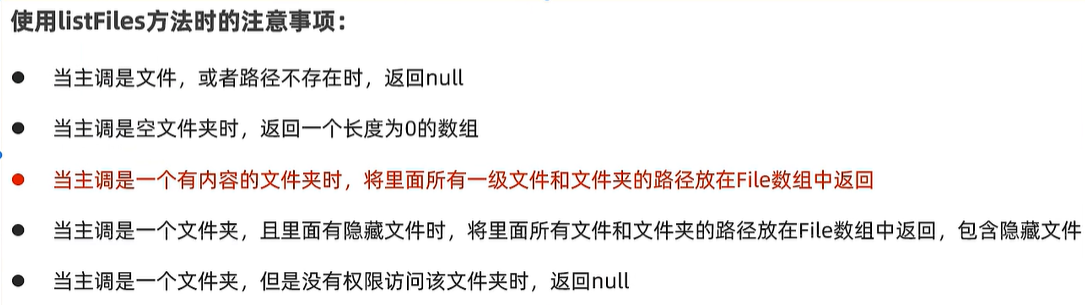 使用listFiles方法时的注意事项：
● 当主调是文件，或者路径不存在时，返回null
● 当主调是空文件夹时，返回一个长度为0的数组
● 当主调是一个有内容的文件夹时，将里面所有一级文件和文件夹的路径放在File数组中返回
● 当主调是一个文件夹，且里面有隐藏文件时，将里面所有文件和文件夹的路径放在File数组中返回，包含隐藏文件
● 当主调是一个文件夹，但是没有权限访问该文件夹时，返回null